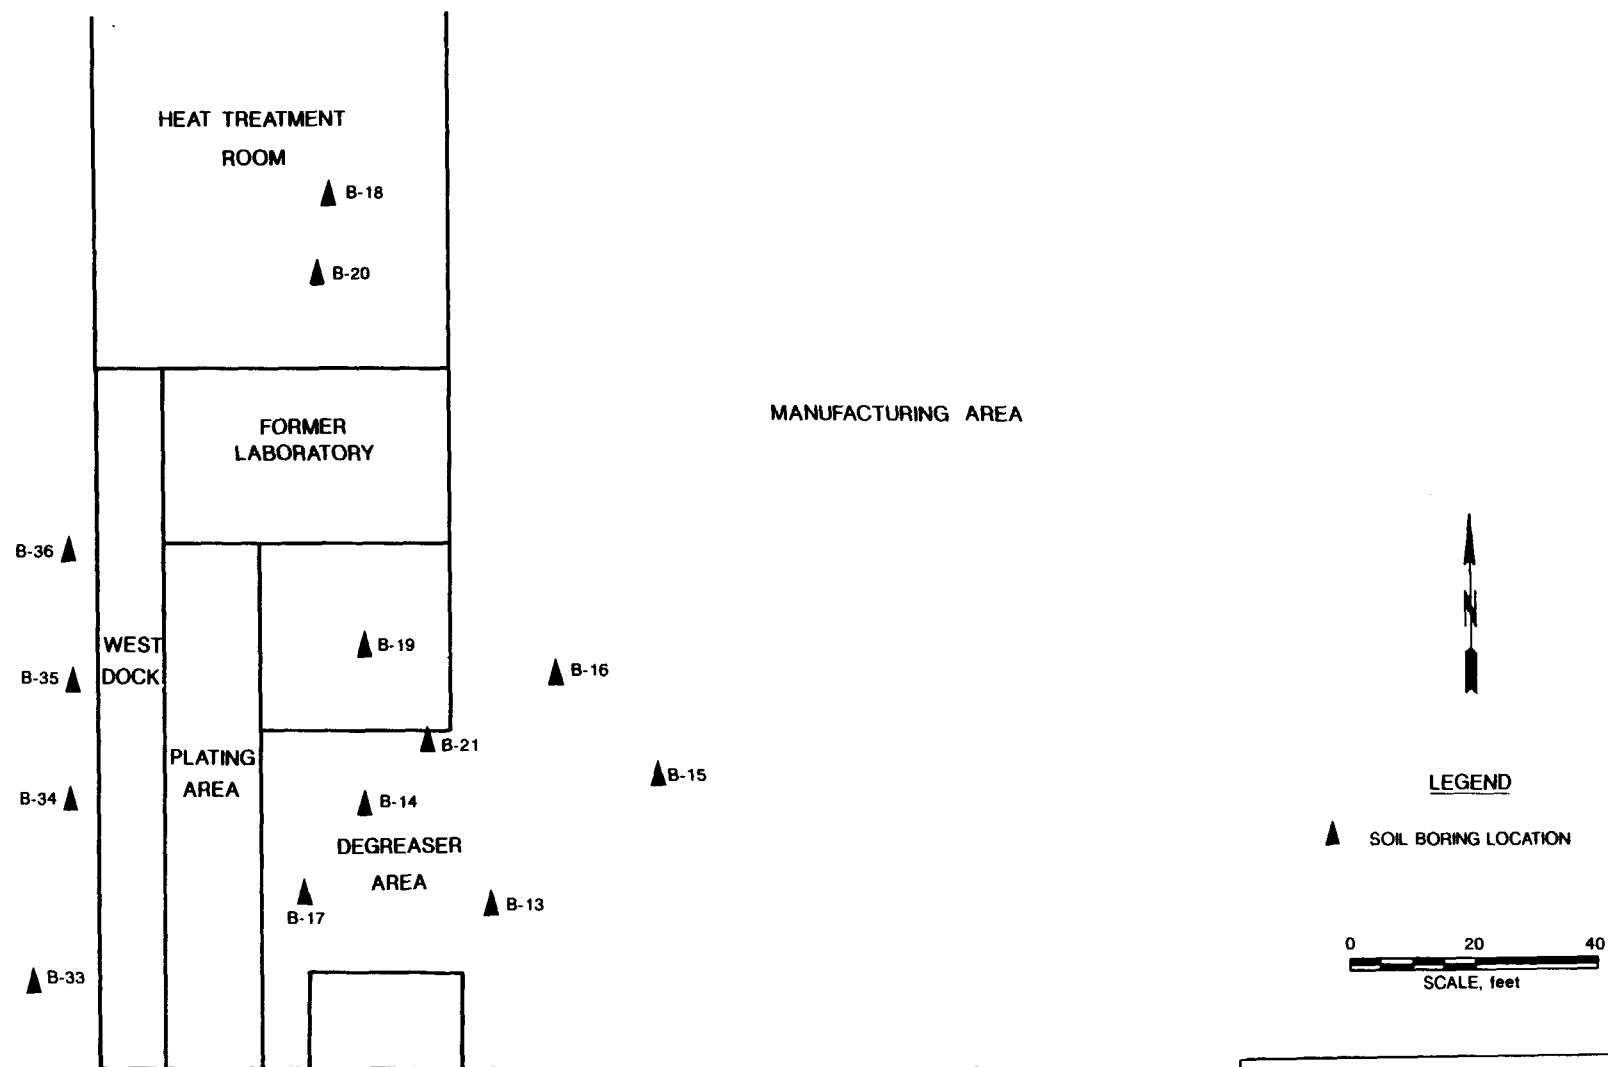 HEAT TREATMENT
ROOM
B-18
B-20
FORMER
LABORATORY
MANUFACTURING AREA
B-36
WEST
DOCK
B-35
B-19
B-16
N
B-21
PLATING
AREA
B-15
B-34
B-14
LEGEND
SOIL BORING LOCATION
DEGREASER
AREA
B-17
B-13
B-33
0 20 40
SCALE, feet